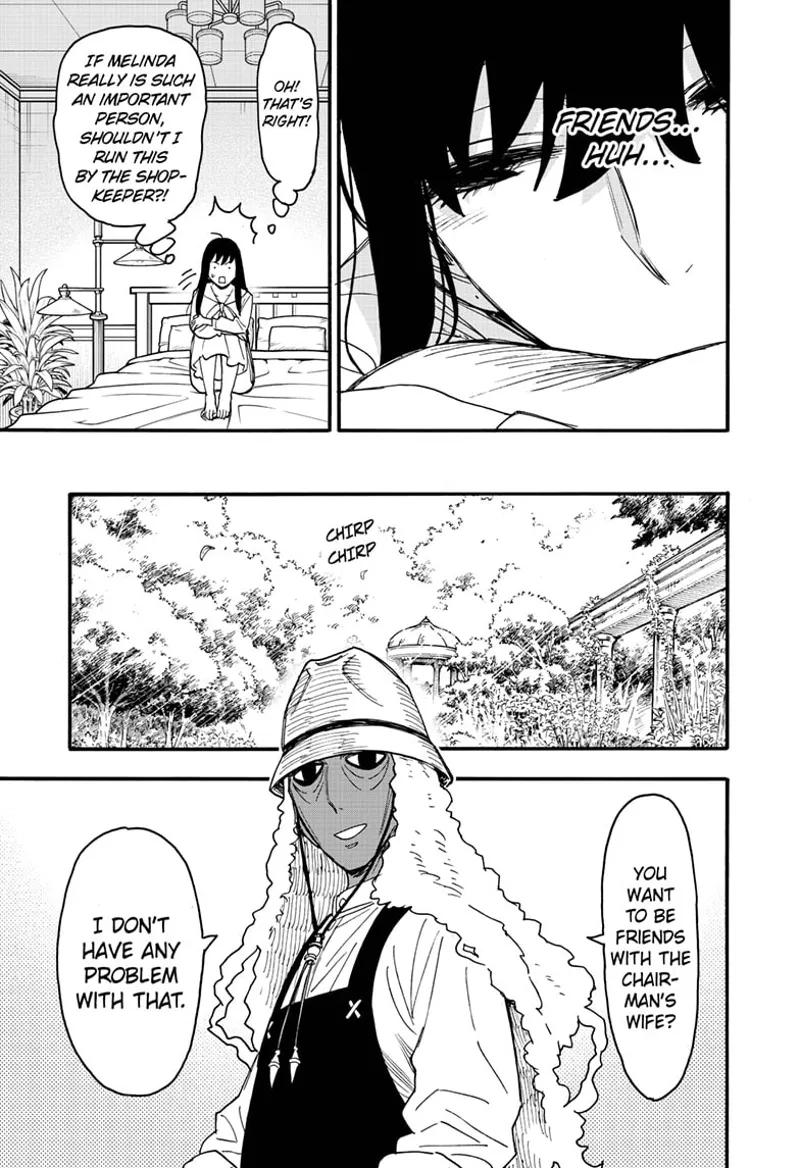 FRIENDS...
HUH...
OH!
THAT'S
RIGHT!
IF MELINDA
REALLY IS SUCH
AN IMPORTANT
PERSON,
SHOULDN'T I
RUN THIS
BY THE SHOP-
KEEPER?!
CHIRP
CHIRP
YOU
WANT
TO BE
FRIENDS
WITH THE
CHAIR-
MAN'S
WIFE?
I DON'T
HAVE ANY
PROBLEM
WITH THAT.